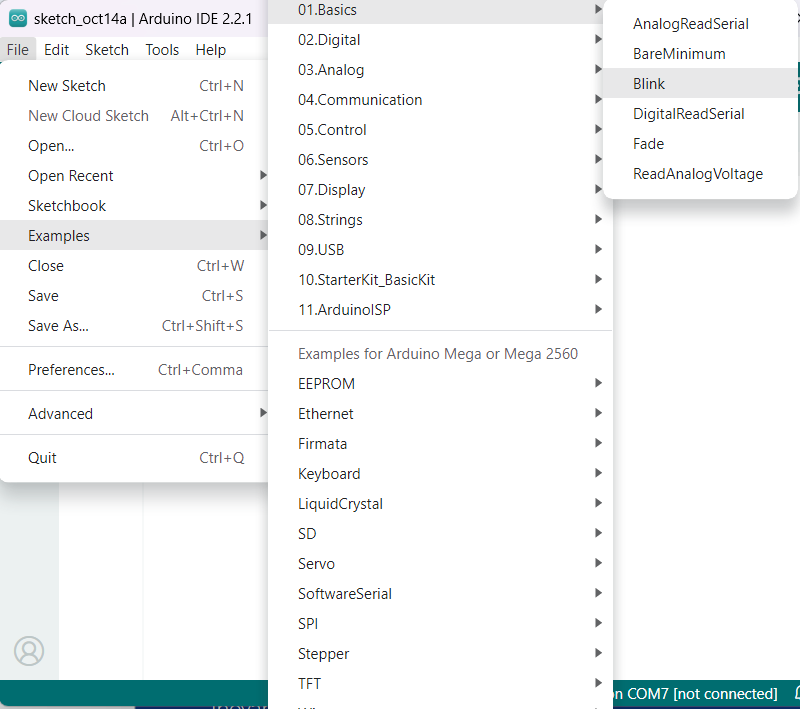 sketch_oct14a | Arduino IDE 2.2.1
File Edit Sketch Tools Help
New Sketch Ctrl+N
New Cloud Sketch Alt+Ctrl+N
Open... Ctrl+O
Open Recent
Sketchbook
Examples
Close Ctrl+W
Save Ctrl+S
Save As... Ctrl+Shift+S
Preferences... Ctrl+Comma
Advanced
Quit Ctrl+Q
01.Basics
02.Digital
03.Analog
04.Communication
05.Control
06.Sensors
07.Display
08.Strings
09.USB
10.StarterKit_BasicKit
11.ArduinoISP
Examples for Arduino Mega or Mega 2560
EEPROM
Ethernet
Firmata
Keyboard
LiquidCrystal
SD
Servo
SoftwareSerial
SPI
Stepper
TFT
AnalogReadSerial
BareMinimum
Blink
DigitalReadSerial
Fade
ReadAnalogVoltage
on COM7 [not connected]